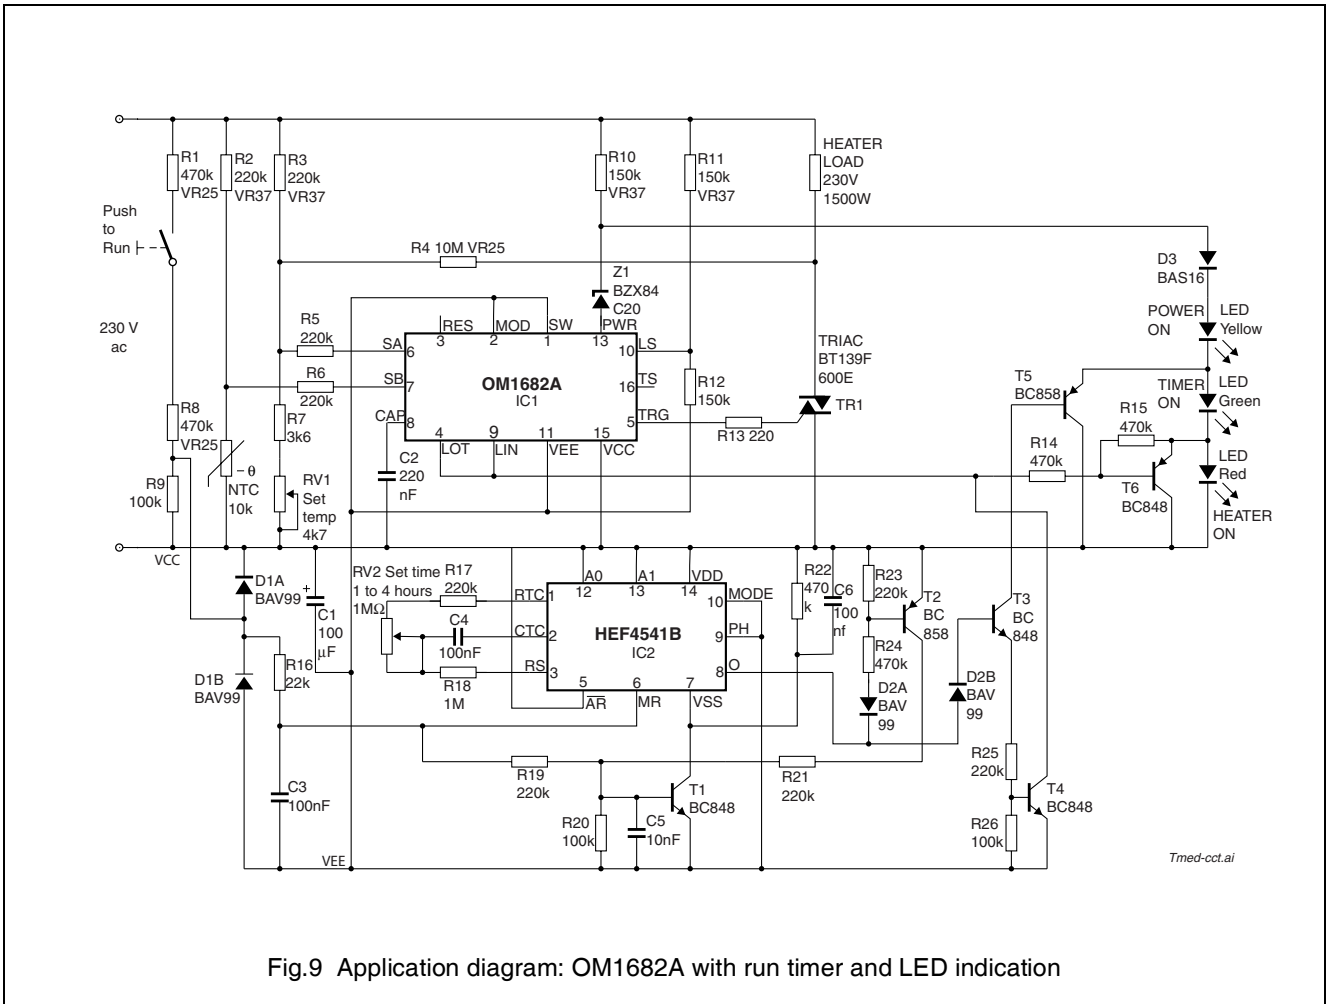 R1
470k
VR25
R2
220k
VR37
R3
220k
VR37
R10
150k
VR37
R11
150k
VR37
HEATER
LOAD
230V
1500W
Push
to
Run
R4 10M VR25
D3
BAS16
Z1
BZX84
C20
POWER
ON
LED
Yellow
230 V
ac
R5
220k
RES
3
MOD
2
SW
1
PWR
13
SA
6
LS
10
TRIAC
BT139F
600E
R6
220k
SB
7
OM1682A
IC1
TS
16
R12
150k
T5
BC858
TIMER
ON
LED
Green
TR1
R8
470k
VR25
R7
3k6
CAP
8
TRG
5
R13 220
R15
470k
4
LOT
9
LIN
11
VEE
15
VCC
R14
470k
LED
Red
C2
220
nF
R9
100k
– θ
NTC
10k
RV1
Set
temp
4k7
T6
BC848
HEATER
ON
VCC
D1A
BAV99
+
C1
100
µF
RV2 Set time
1 to 4 hours
1MΩ
R17
220k
RTC
1
A0
12
A1
13
VDD
14
MODE
10
R22
470
k
C6
100
nf
R23
220k
T2
BC
858
T3
BC
848
C4
100nF
CTC
2
HEF4541B
IC2
PH
9
R24
470k
D1B
BAV99
R16
22k
R18
1M
RS
3
5
AR
6
MR
7
VSS
O
8
D2A
BAV
99
D2B
BAV
99
R19
220k
R21
220k
R25
220k
C3
100nF
T1
BC848
T4
BC848
R20
100k
C5
10nF
R26
100k
VEE
Tmed-cct.ai
Fig.9 Application diagram: OM1682A with run timer and LED indication